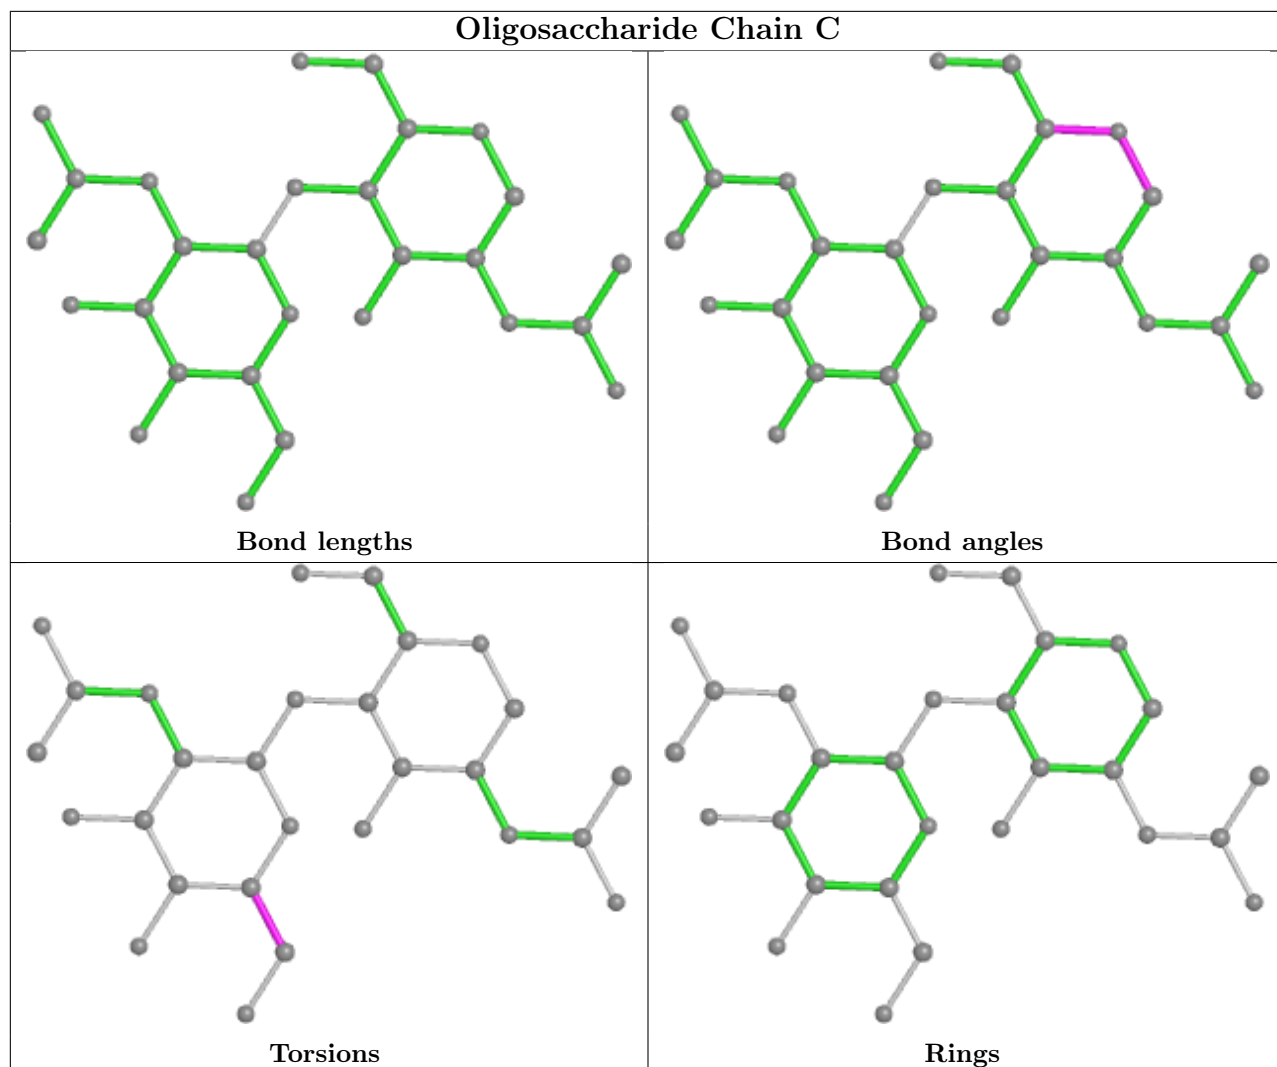 Oligosaccharide Chain C
Bond lengths
Bond angles
Torsions
Rings